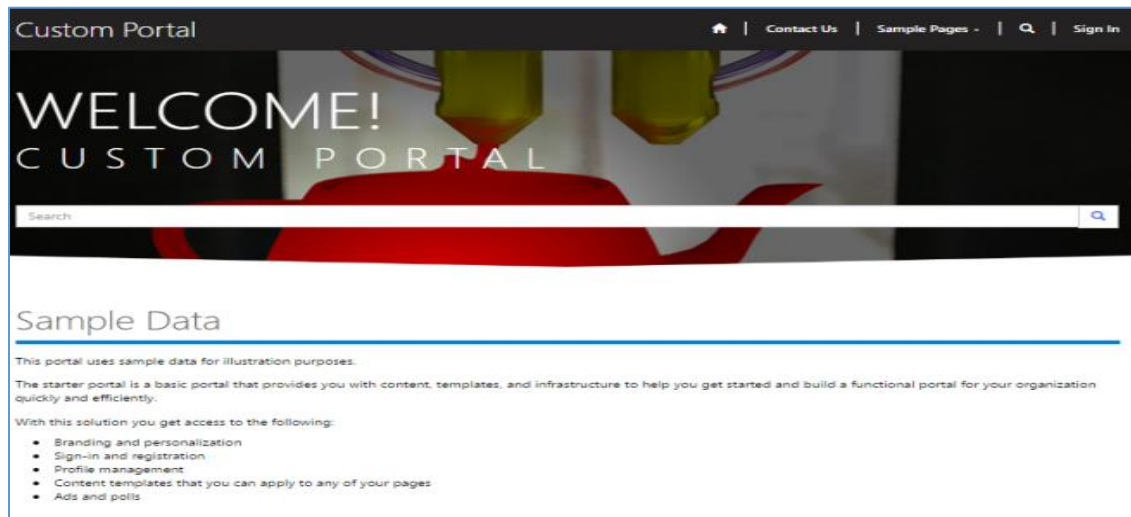 Custom Portal
Contact Us
Sample Pages -
Sign In
WELCOME!
CUSTOM PORTAL
Search
Sample Data
This portal uses sample data for illustration purposes.
The starter portal is a basic portal that provides you with content, templates, and infrastructure to help you get started and build a functional portal for your organization
quickly and efficiently.
With this solution you get access to the following:
Branding and personalization
Sign-in and registration
Profile management
Content templates that you can apply to any of your pages
Ads and polls